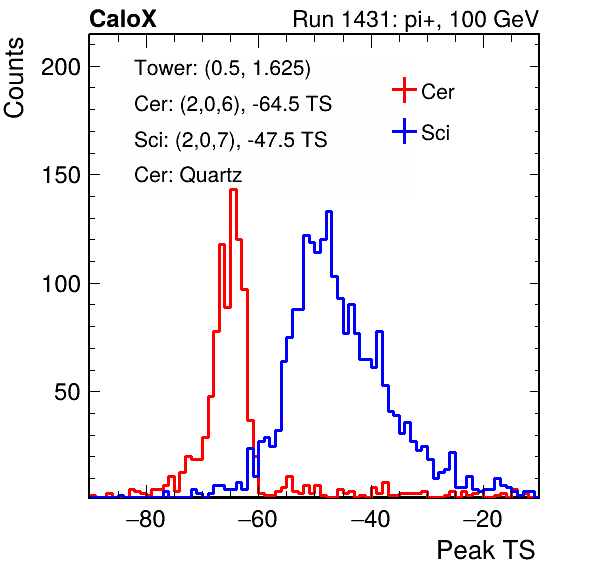 CaloX Run 1431: pi+, 100 GeV
Counts
200
150
100
50
Tower: (0.5, 1.625)
Cer: (2,0,6), -64.5 TS
Sci: (2,0,7), -47.5 TS
Cer: Quartz
Cer
Sci
−80 −60 −40 −20
Peak TS